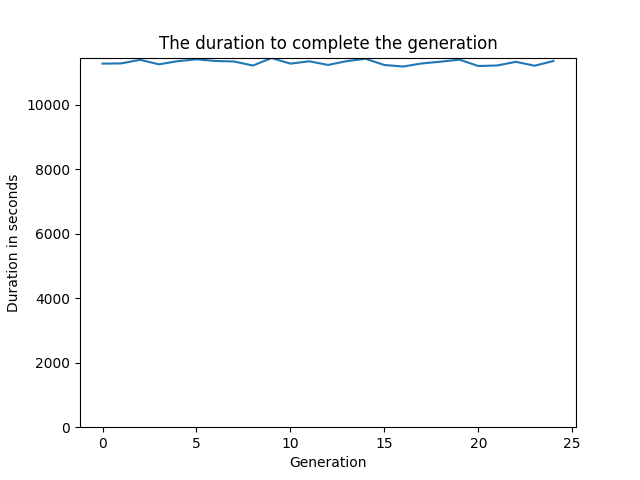 The duration to complete the generation
10000
8000
6000
4000
2000
0
Duration in seconds
0 5 10 15 20 25
Generation